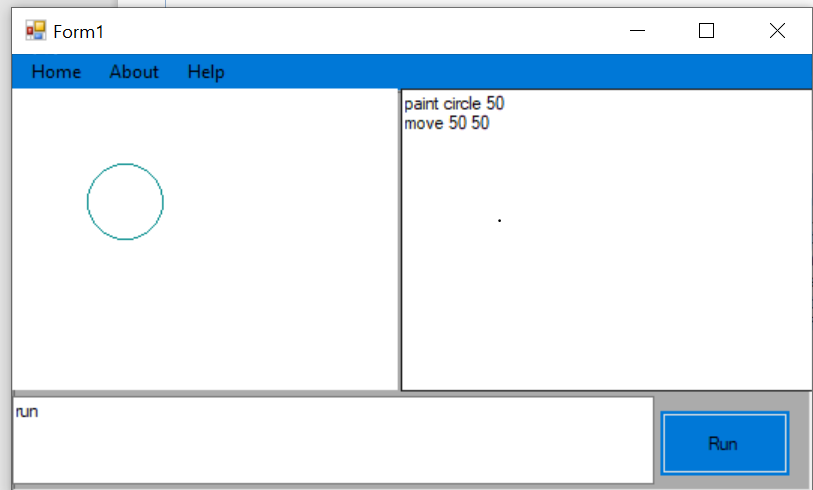 Form1
Home About Help
paint circle 50
move 50 50
run
Run